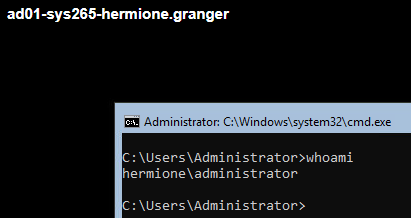 ad01-sys265-hermione.granger
Administrator: C:\Windows\system32\cmd.exe
C:\Users\Administrator>whoami
hermione\administrator
C:\Users\Administrator>